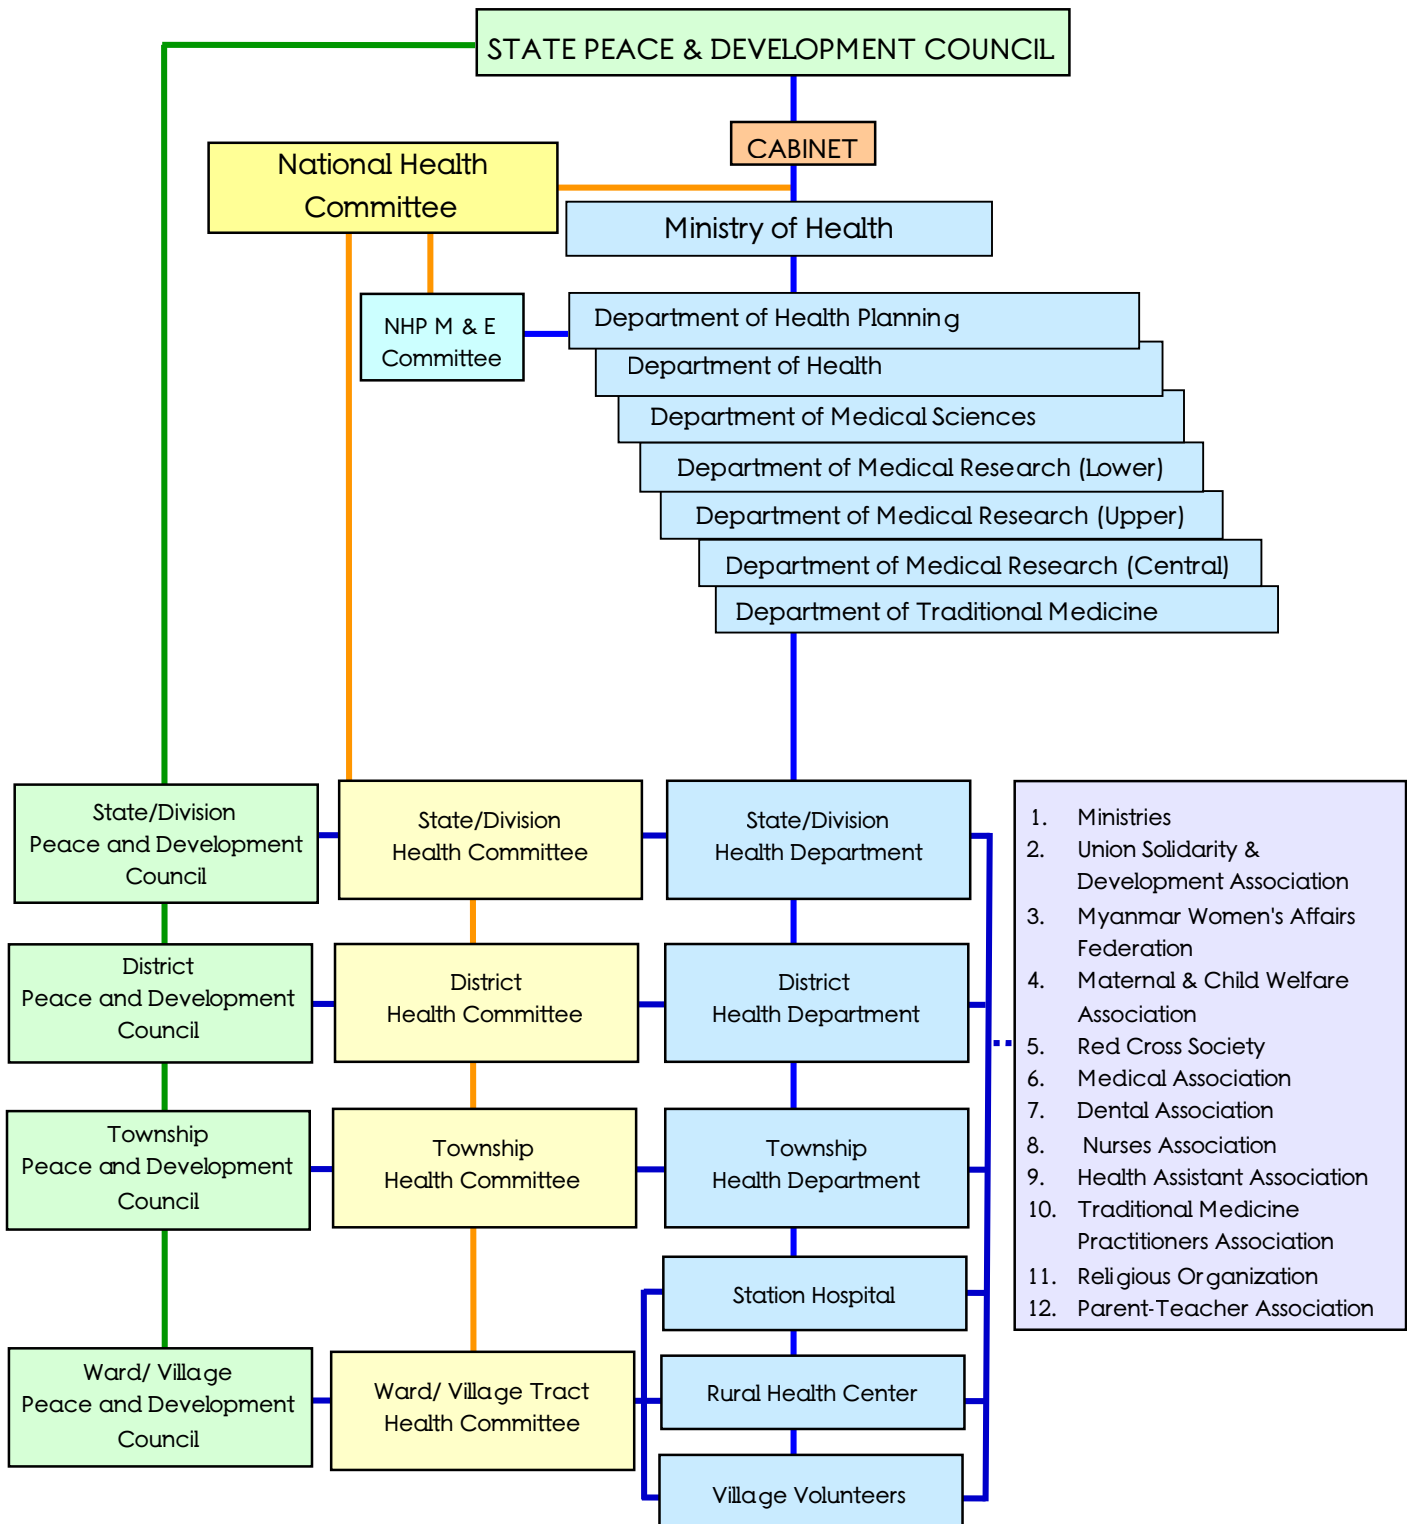 STATE PEACE & DEVELOPMENT COUNCIL
CABINET
National Health
Committee
Ministry of Health
NHP M & E
Committee
Department of Health Planning
Department of Health
Department of Medical Sciences
Department of Medical Research (Lower)
Department of Medical Research (Upper)
Department of Medical Research (Central)
Department of Traditional Medicine
State/Division
Peace and Development
Council
State/Division
Health Committee
State/Division
Health Department
District
Peace and Development
Council
District
Health Committee
District
Health Department
Township
Peace and Development
Council
Township
Health Committee
Township
Health Department
Station Hospital
Ward/ Village
Peace and Development
Council
Ward/ Village Tract
Health Committee
Rural Health Center
Village Volunteers
1. Ministries
2. Union Solidarity &
Development Association
3. Myanmar Women's Affairs
Federation
4. Maternal & Child Welfare
Association
5. Red Cross Society
6. Medical Association
7. Dental Association
8. Nurses Association
9. Health Assistant Association
10. Traditional Medicine
Practitioners Association
11. Religious Organization
12. Parent-Teacher Association